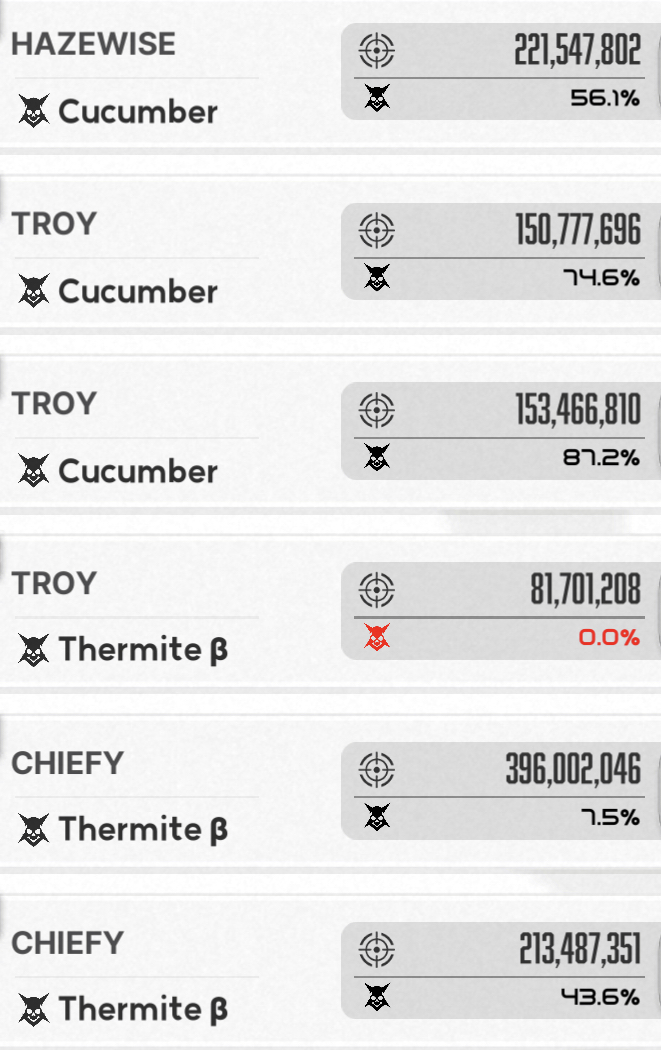 HAZEWISE
221,547,802
Cucumber
56.1%
TROY
150,777,696
Cucumber
74.6%
TROY
153,466,810
Cucumber
87.2%
TROY
81,701,208
Thermite β
0.0%
CHIEFY
396,002,046
Thermite β
7.5%
CHIEFY
213,487,351
Thermite β
43.6%